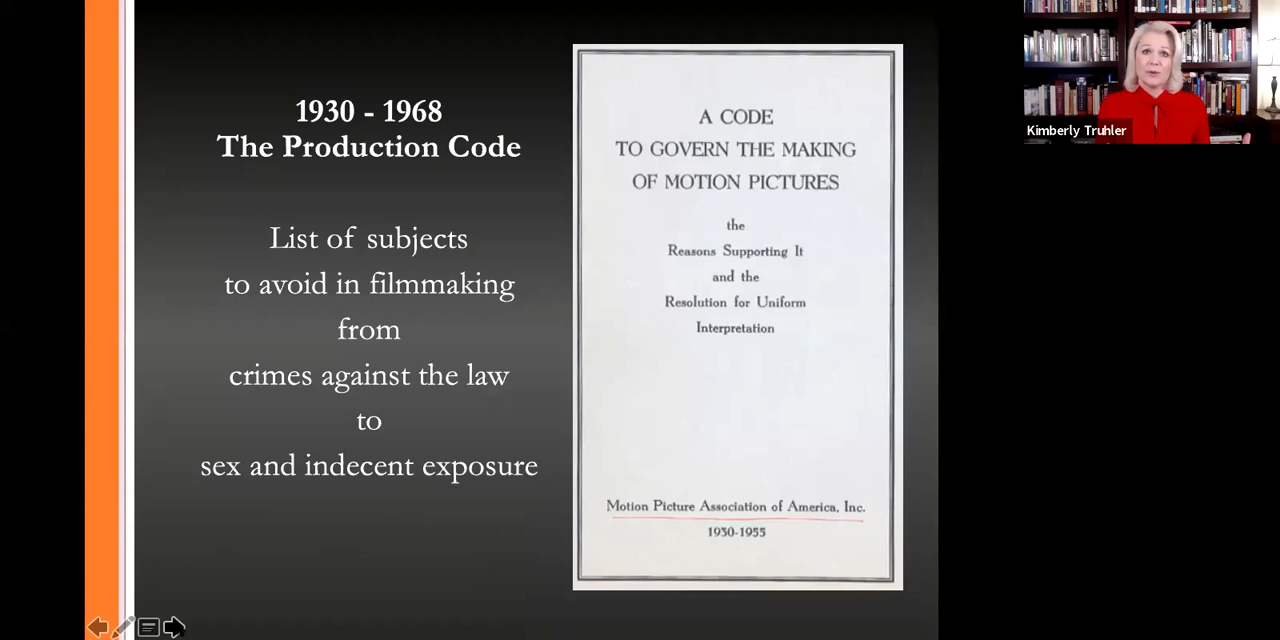 1930 - 1968
The Production Code
List of subjects
to avoid in filmmaking
from
crimes against the law
to
sex and indecent exposure
A CODE
TO GOVERN THE MAKING
OF MOTION PICTURES
the
Reasons Supporting It
and the
Resolution for Uniform
Interpretation
Motion Picture Association of America, Inc.
1930-1955
Kimberly Truhler